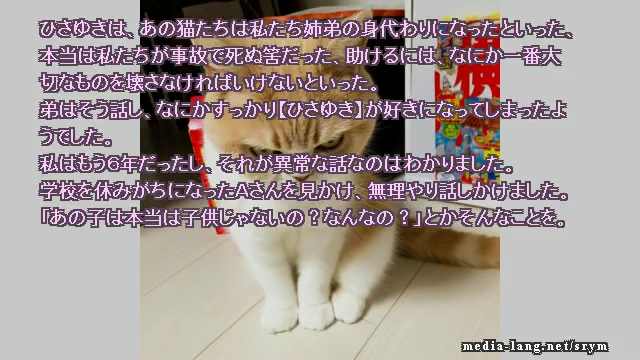 ひさゆきは、あの猫たちは私たち姉弟の身代わりになったといった、
本当は私たちが事故で死ぬ筈だった、助けるには、なにか一番大
切なものを壊さなければいけないといった。
弟はそう話し、なにかすっかり【ひさゆき】が好きになってしまったよ
うでした。
私はもう6年だったし、それが異常な話なのはわかりました。
学校を休みがちになったAさんを見かけ、無理やり話しかけました。
「あの子は本当は子供じゃないの？なんなの？」とかそんなことを。
media-lang.net/srym